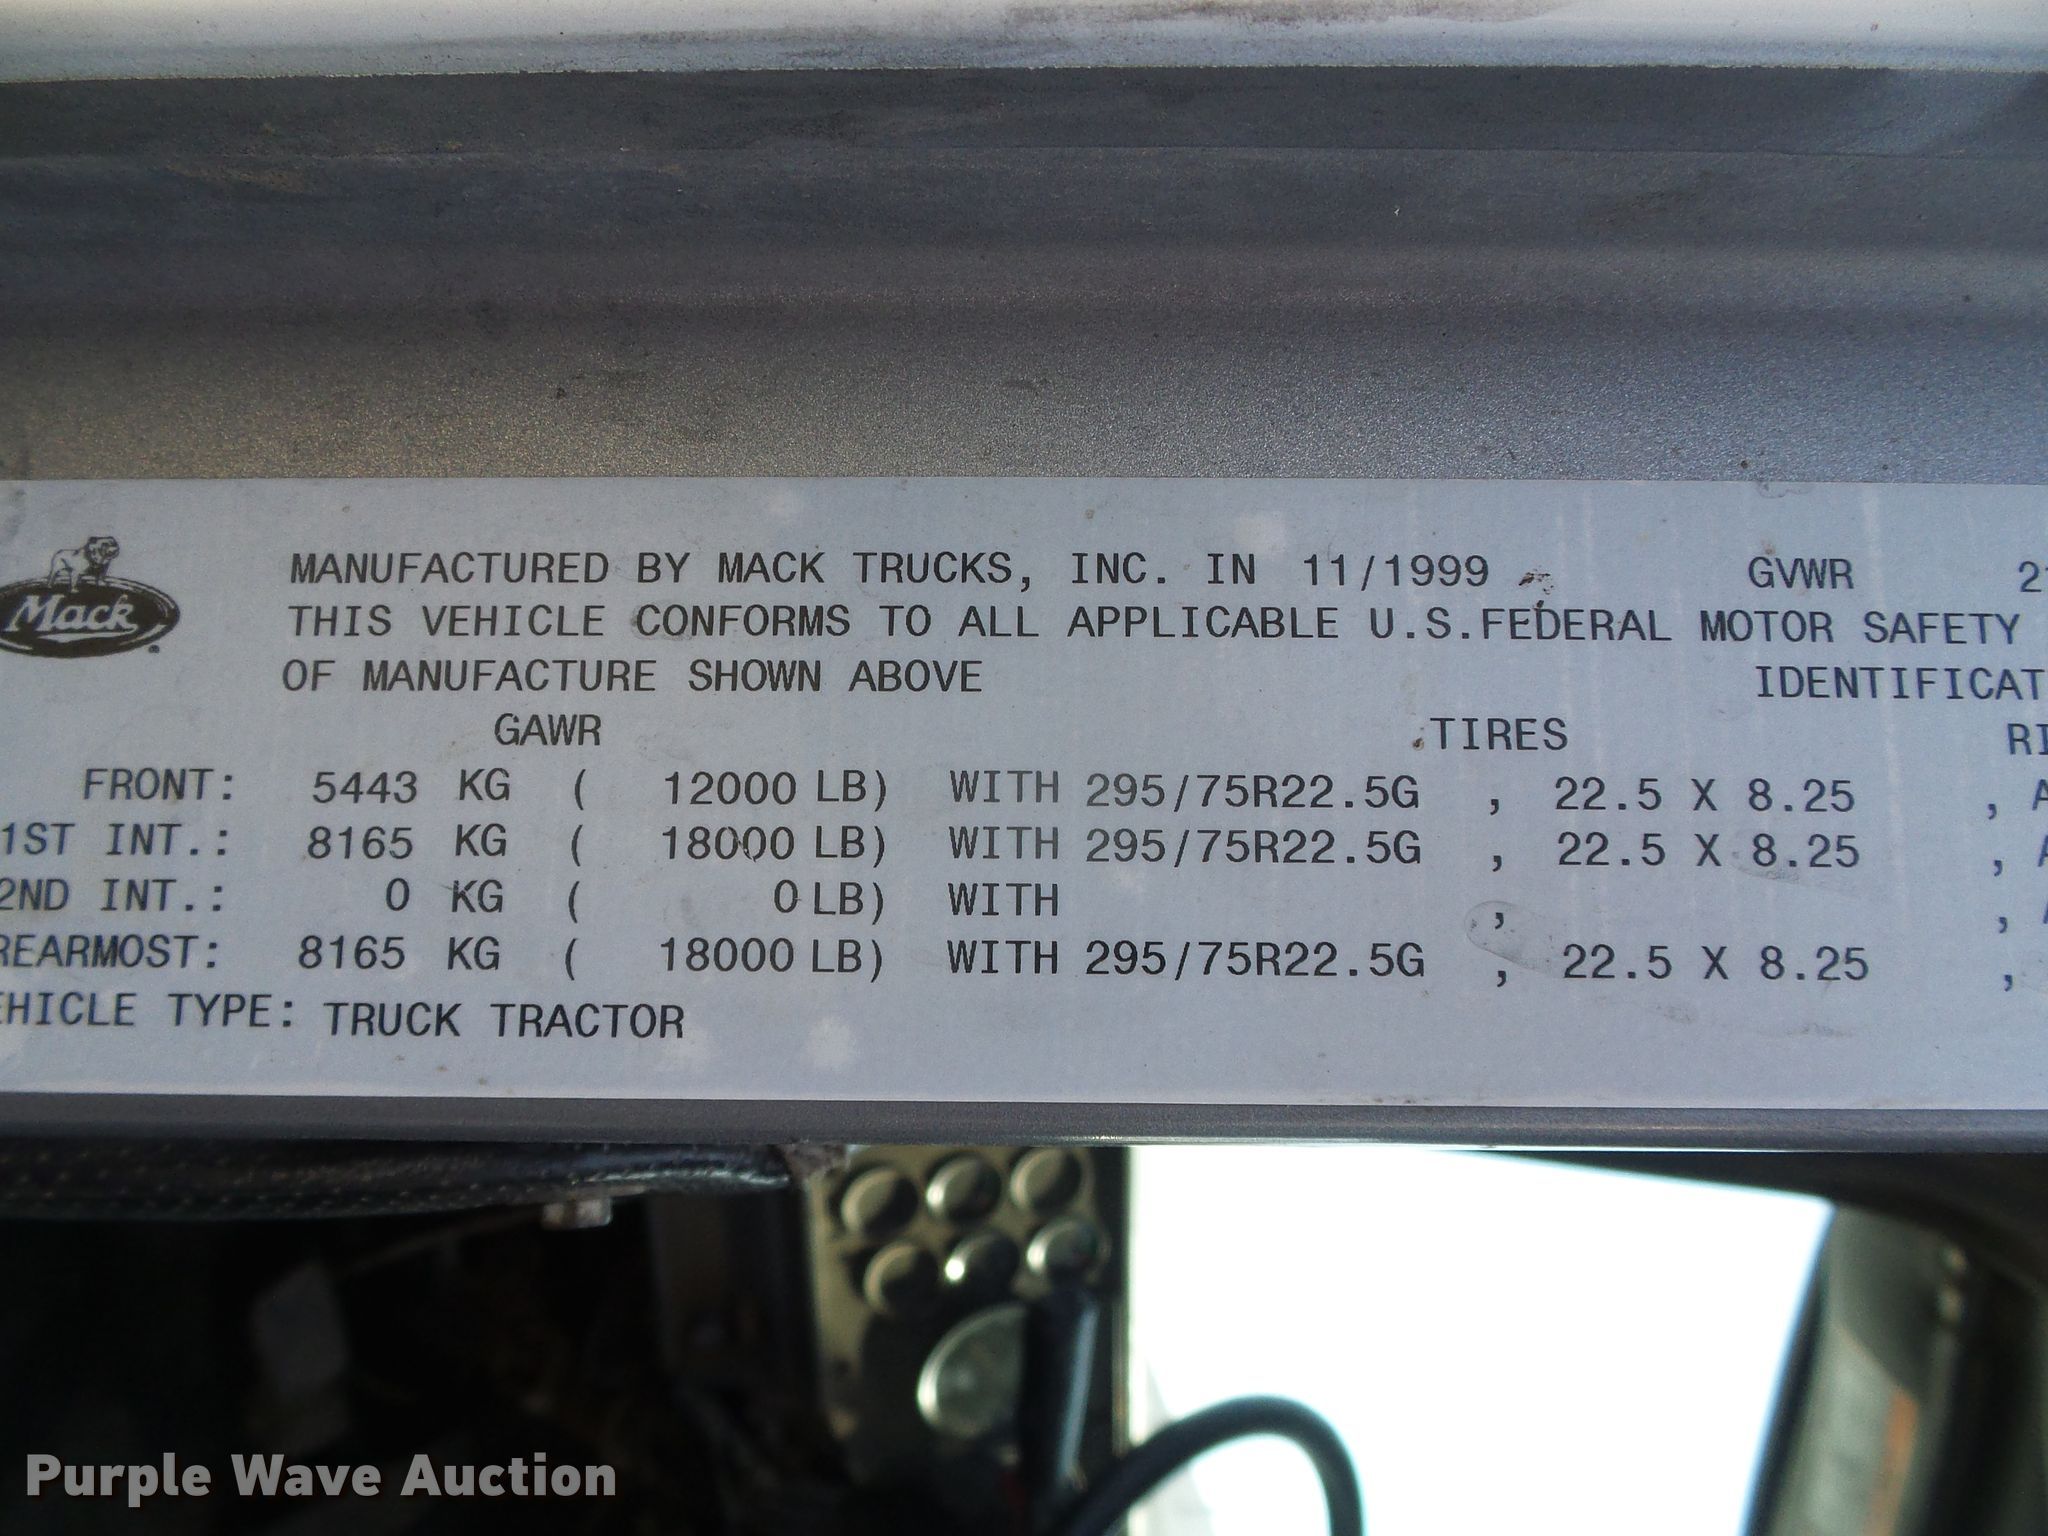 Mack
MANUFACTURED BY MACK TRUCKS, INC. IN 11/1999 GVWR
THIS VEHICLE CONFORMS TO ALL APPLICABLE U.S.FEDERAL MOTOR SAFETY
OF MANUFACTURE SHOWN ABOVE IDENTIFICAT
GAWR TIRES RI
FRONT: 5443 KG ( 12000 LB) WITH 295/75R22.5G , 22.5 X 8.25 , A
1ST INT.: 8165 KG ( 18000 LB) WITH 295/75R22.5G , 22.5 X 8.25 ,
2ND INT.: 0 KG ( 0 LB) WITH , ,
REARMOST: 8165 KG ( 18000 LB) WITH 295/75R22.5G , 22.5 X 8.25 ,
EHICLE TYPE: TRUCK TRACTOR
Purple Wave Auction